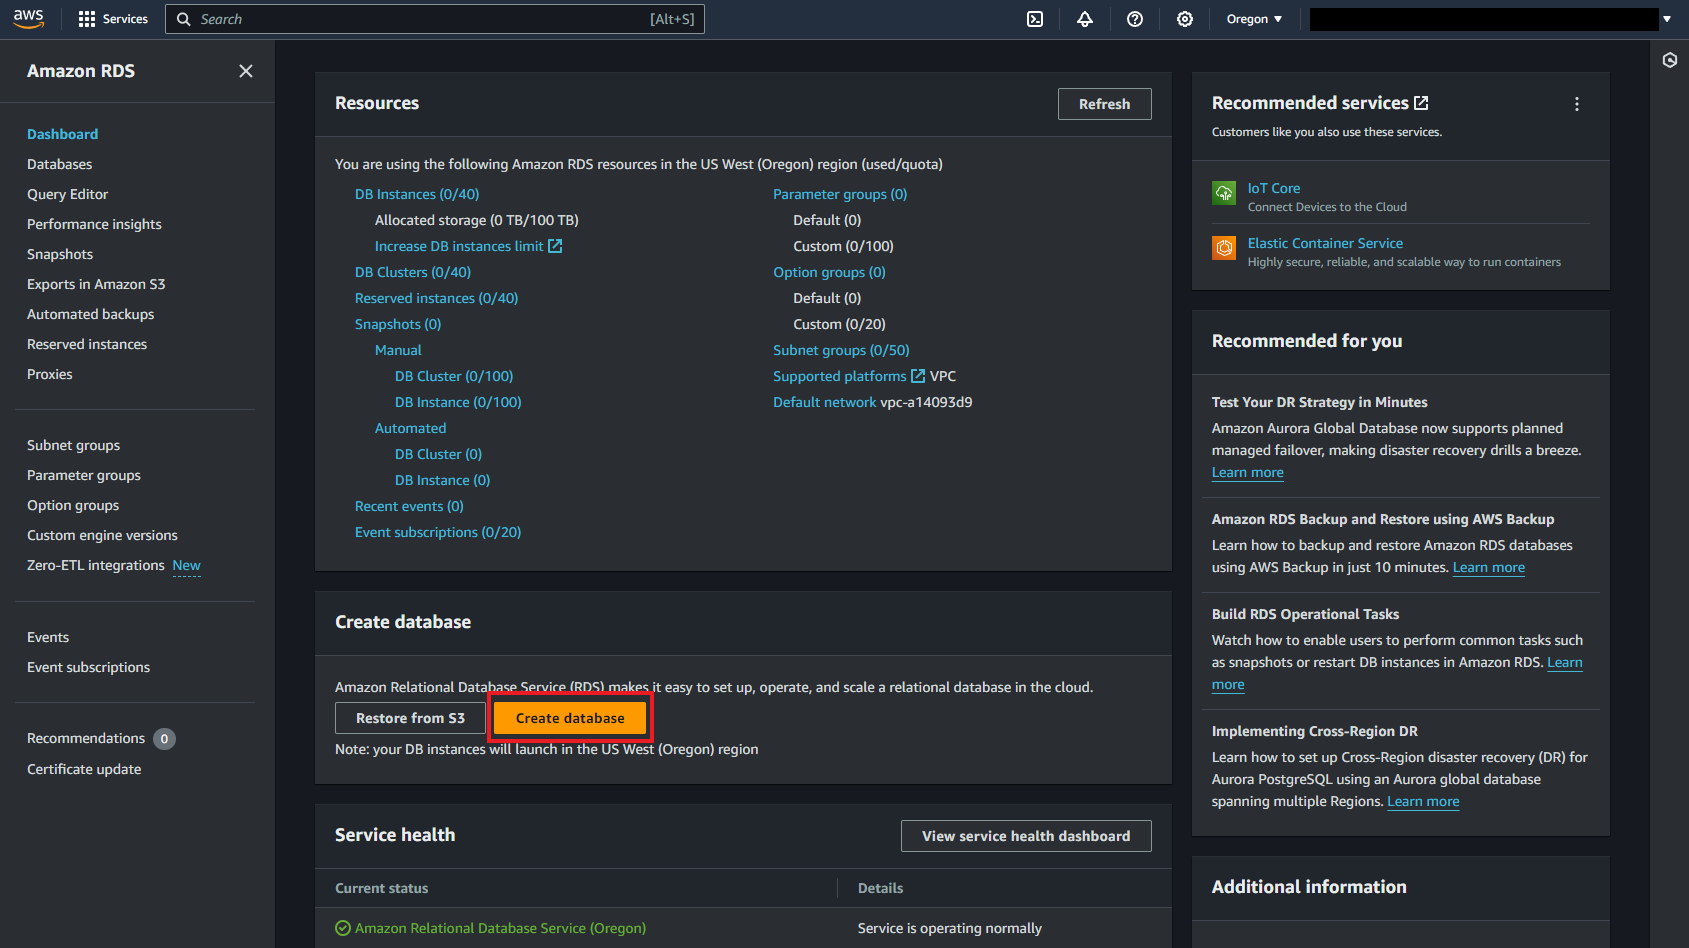 aws
Services
Search
[Alt+S]
Oregon
Amazon RDS
Dashboard
Databases
Query Editor
Performance insights
Snapshots
Exports in Amazon S3
Automated backups
Reserved instances
Proxies
Subnet groups
Parameter groups
Option groups
Custom engine versions
Zero-ETL integrations New
Events
Event subscriptions
Recommendations 0
Certificate update
Resources
Refresh
You are using the following Amazon RDS resources in the US West (Oregon) region (used/quota)
DB Instances (0/40)
Allocated storage (0 TB/100 TB)
Increase DB instances limit
DB Clusters (0/40)
Reserved instances (0/40)
Snapshots (0)
Manual
DB Cluster (0/100)
DB Instance (0/100)
Automated
DB Cluster (0)
DB Instance (0)
Recent events (0)
Event subscriptions (0/20)
Parameter groups (0)
Default (0)
Custom (0/100)
Option groups (0)
Default (0)
Custom (0/20)
Subnet groups (0/50)
Supported platforms VPC
Default network vpc-a14093d9
Create database
Amazon Relational Database Service (RDS) makes it easy to set up, operate, and scale a relational database in the cloud.
Restore from S3
Create database
Note: your DB instances will launch in the US West (Oregon) region
Service health
View service health dashboard
Current status
Details
Amazon Relational Database Service (Oregon)
Service is operating normally
Recommended services
Customers like you also use these services.
IoT Core
Connect Devices to the Cloud
Elastic Container Service
Highly secure, reliable, and scalable way to run containers
Recommended for you
Test Your DR Strategy in Minutes
Amazon Aurora Global Database now supports planned
managed failover, making disaster recovery drills a breeze.
Learn more
Amazon RDS Backup and Restore using AWS Backup
Learn how to backup and restore Amazon RDS databases
using AWS Backup in just 10 minutes. Learn more
Build RDS Operational Tasks
Watch how to enable users to perform common tasks such
as snapshots or restart DB instances in Amazon RDS. Learn
more
Implementing Cross-Region DR
Learn how to set up Cross-Region disaster recovery (DR) for
Aurora PostgreSQL using an Aurora global database
spanning multiple Regions. Learn more
Additional information